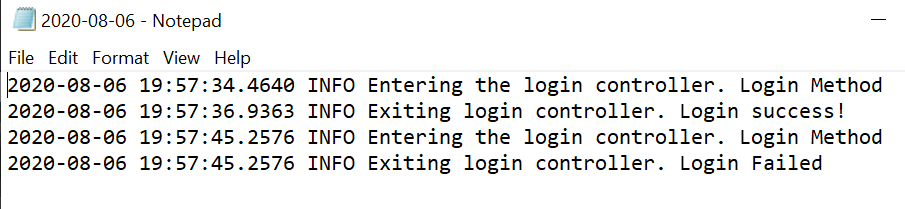 2020-08-06 - Notepad
File Edit Format View Help
2020-08-06 19:57:34.4640 INFO Entering the login controller. Login Method
2020-08-06 19:57:36.9363 INFO Exiting login controller. Login success!
2020-08-06 19:57:45.2576 INFO Entering the login controller. Login Method
2020-08-06 19:57:45.2576 INFO Exiting login controller. Login Failed